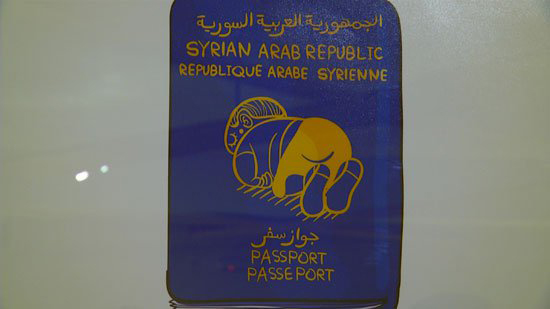 الجمهورية العربية السورية
SYRIAN ARAB REPUBLIC
REPUBLIQUE ARABE SYRIENNE
جواز سفر
PASSPORT
PASSEPORT